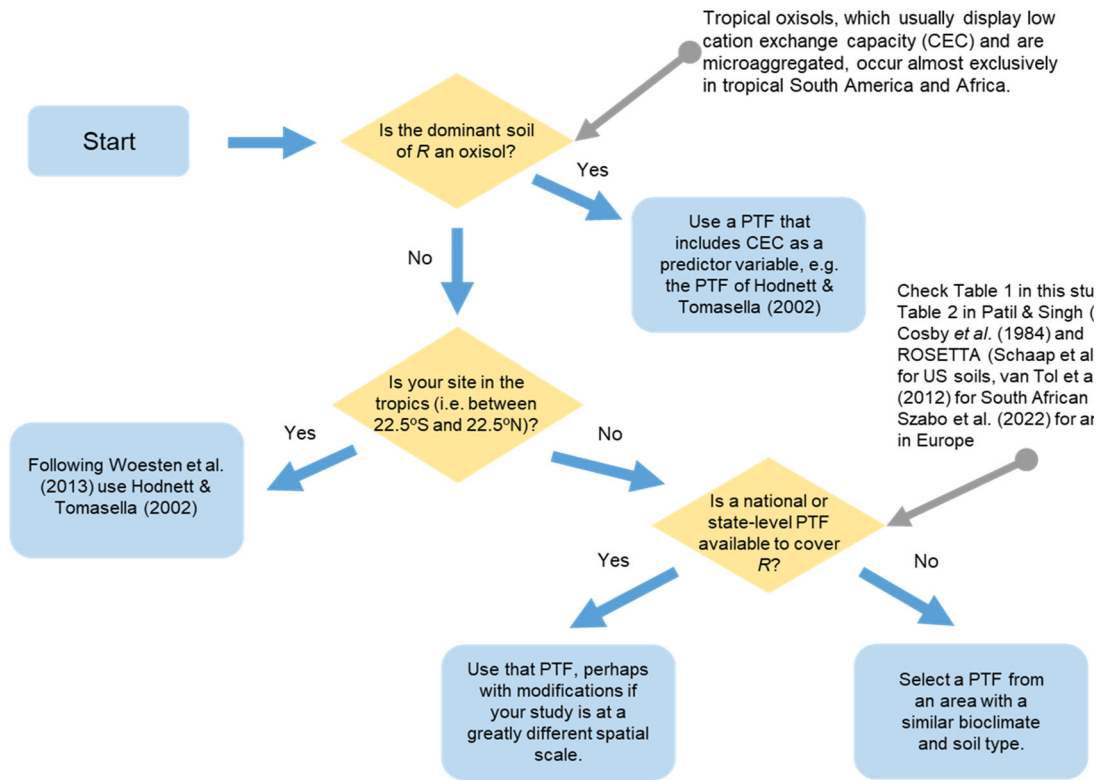 Tropical oxisols, which usually display low
cation exchange capacity (CEC) and are
microaggregated, occur almost exclusively
in tropical South America and Africa.
Start
Is the dominant soil
of R an oxisol?
Yes
No
Use a PTF that
includes CEC as a
predictor variable, e.g.
the PTF of Hodnett &
Tomasella (2002)
Check Table 1 in this
Table 2 in Patil & Singh
Cosby et al. (1984) and
ROSETTA (Schaap et al
for US soils, van Tol et a
(2012) for South African
Szabo et al. (2022) for
in Europe
Is your site in the
tropics (i.e. between
22.5ºS and 22.5ºN)?
Yes
No
Following Woesten et al.
(2013) use Hodnett &
Tomasella (2002)
Is a national or
state-level PTF
available to cover
R?
Yes
No
Use that PTF, perhaps
with modifications if
your study is at a
greatly different spatial
scale.
Select a PTF from
an area with a
similar bioclimate
and soil type.